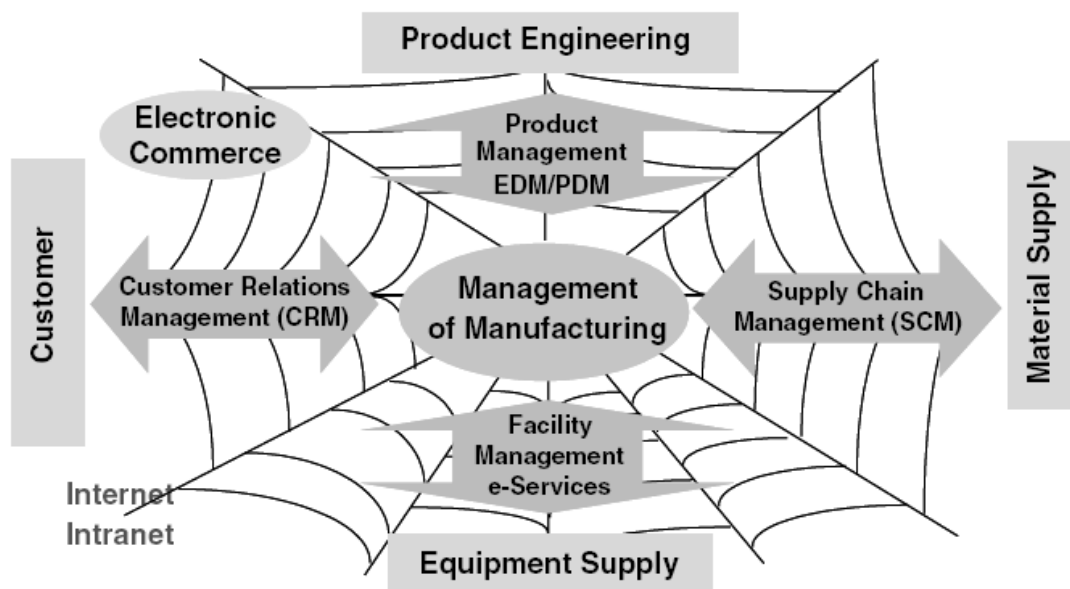 Product Engineering
Electronic
Commerce
Product
Management
EDM/PDM
Customer
Customer Relations
Management (CRM)
Management
of Manufacturing
Supply Chain
Management (SCM)
Material Supply
Facility
Management
e-Services
Internet
Intranet
Equipment Supply